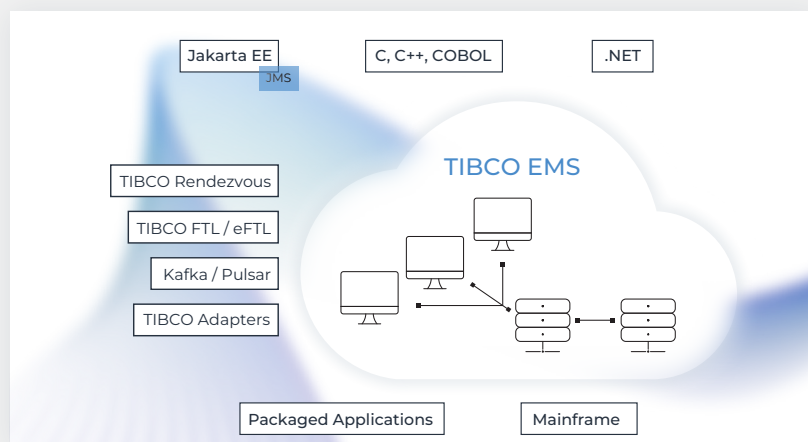 Jakarta EE
JMS
C, C++, COBOL
.NET
TIBCO EMS
TIBCO Rendezvous
TIBCO FTL / eFTL
Kafka / Pulsar
TIBCO Adapters
Packaged Applications
Mainframe